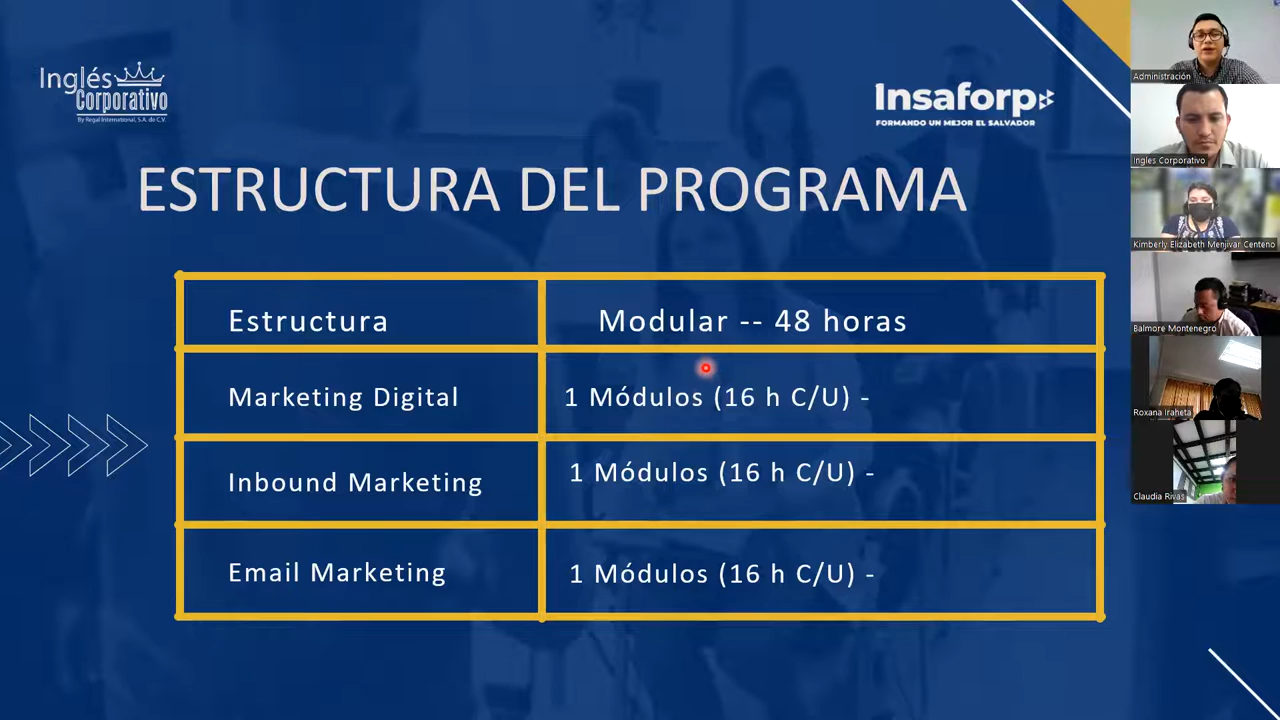 Inglés
Corporativo
By Regal International, S.A. de C.V.
Insaforp
FORMANDO UN MEJOR EL SALVADOR
ESTRUCTURA DEL PROGRAMA
Estructura
Modular -- 48 horas
Marketing Digital
1 Módulos (16 h C/U) -
Inbound Marketing
1 Módulos (16 h C/U) -
Email Marketing
1 Módulos (16 h C/U) -
Administración
Ingles Corporativo
Kimberly Elizabeth Menjivar Centeno
Balmore Montenegro
Roxana Iraheta
Claudia Rivas